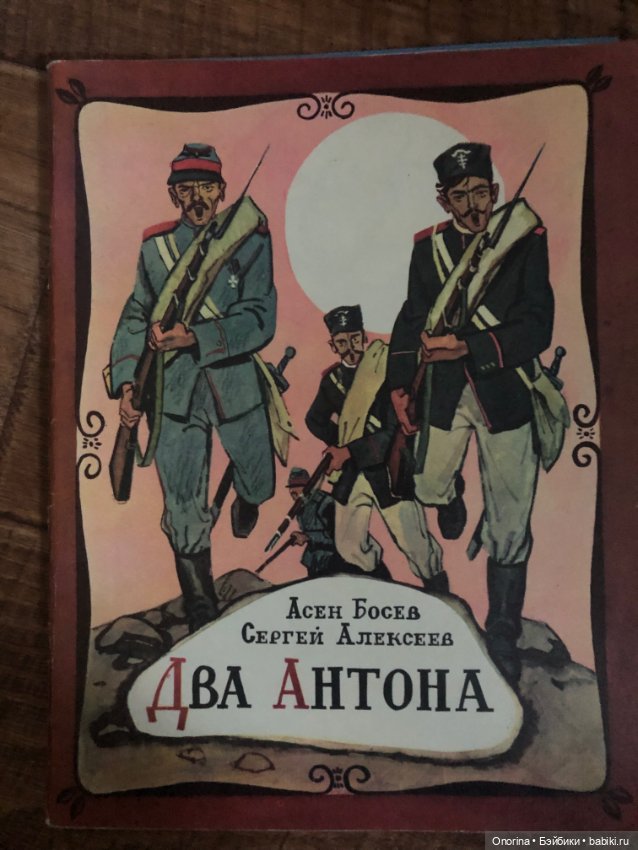 Асен Босев
Сергей Алексеев
Два Антона
Onorina • Бэйбики • babiki.ru